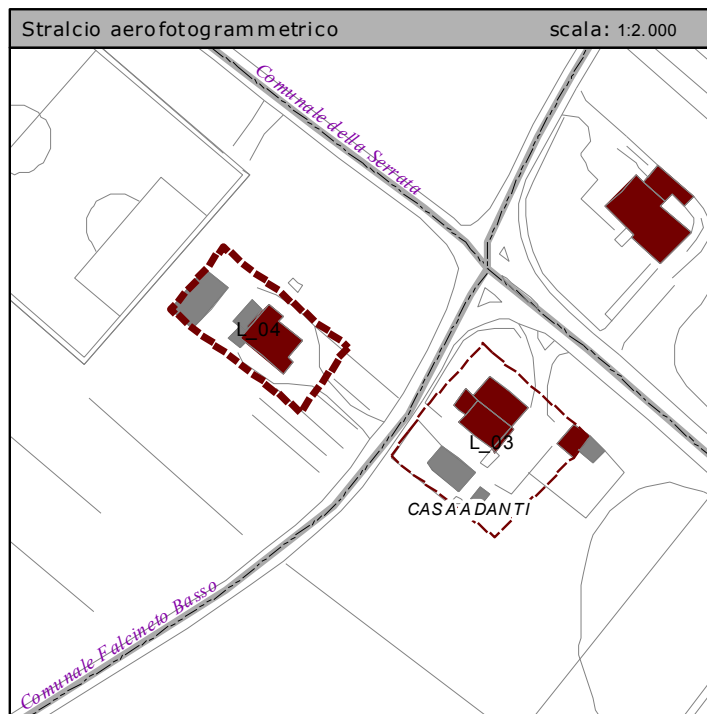 Stralcio aerofotogrammetrico scala: 1:2.000
Comunale della Serrata
L_04
L_03
CASA ADANTI
Comunale Falcineto Basso